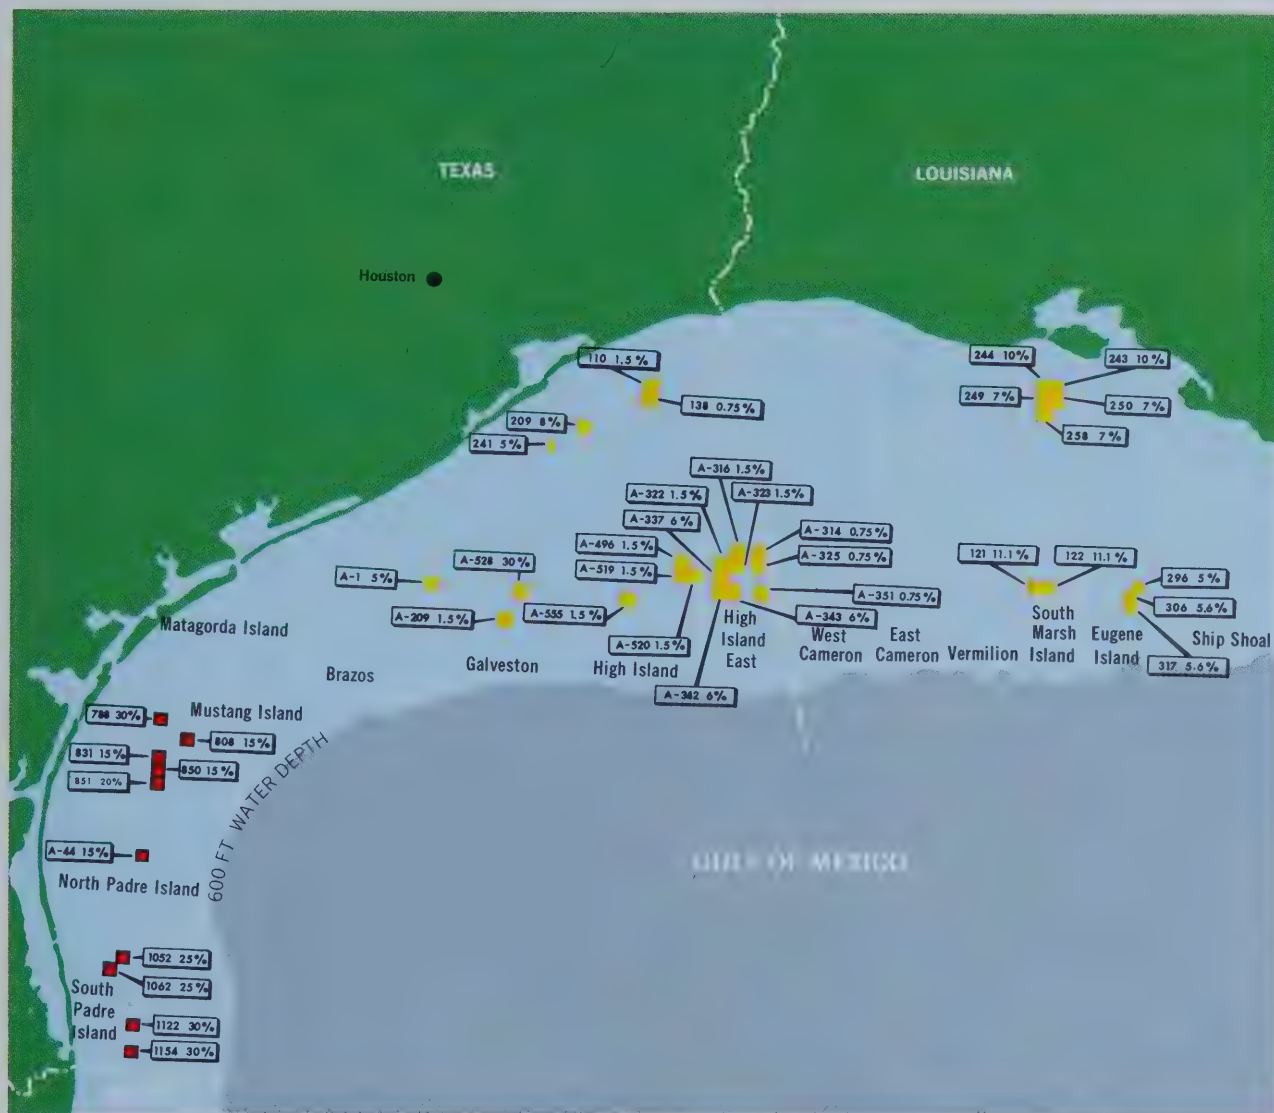 TEXAS
LOUISIANA
Houston
110 1.5%
138 0.75%
209 8%
241 5%
244 10%
243 10%
249 7%
250 7%
258 7%
A-316 1.5%
A-322 1.5%
A-323 1.5%
A-337 6%
A-314 0.75%
A-496 1.5%
A-325 0.75%
A-519 1.5%
A-528 30%
A-1 5%
A-209 1.5%
A-555 1.5%
A-351 0.75%
A-343 6%
A-520 1.5%
A-342 6%
121 11.1%
122 11.1%
296 5%
306 5.6%
317 5.6%
Matagorda Island
Brazos
Galveston
High Island
High
Island
East
West
Cameron
East
Cameron
Vermilion
South
Marsh
Island
Eugene
Island
Ship Shoal
788 30%
Mustang Island
808 15%
831 15%
850 15%
851 20%
600 FT WATER DEPTH
A-44 15%
North Padre Island
GULF OF MEXICO
1052 25%
1062 25%
South
Padre
Island
1122 30%
1154 30%